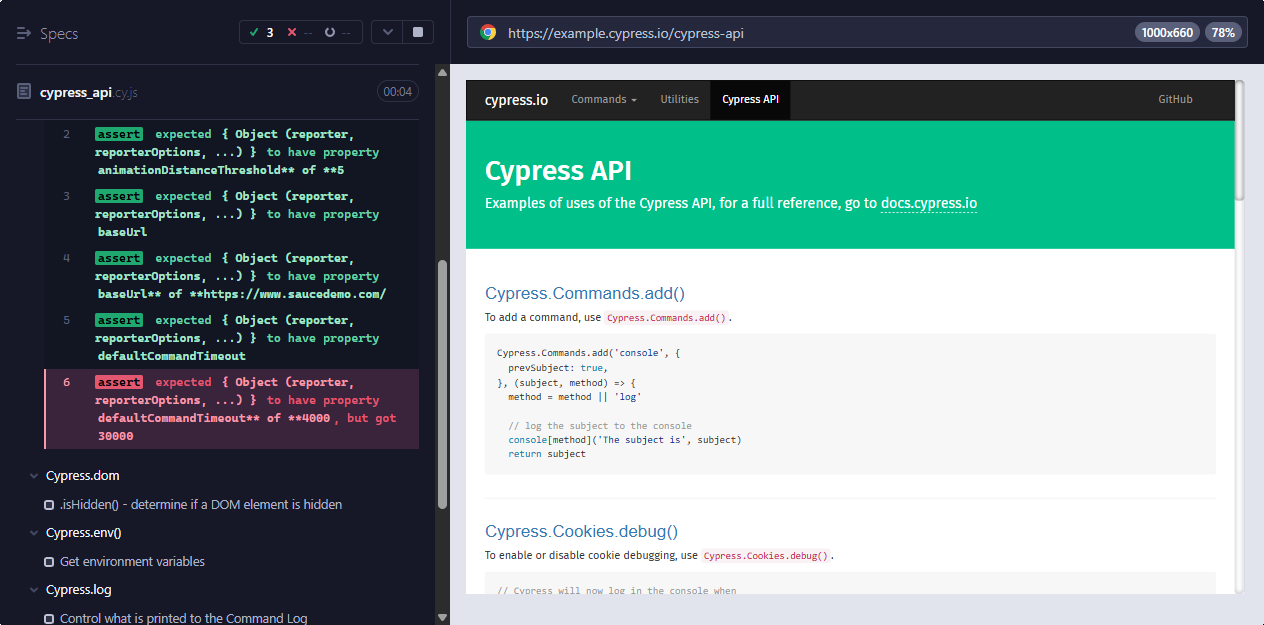 Specs
3
--
--
https://example.cypress.io/cypress-api
1000x660
78%
cypress_api.cy.js
00:04
2 assert expected { Object (reporter,
reporterOptions, ...) } to have property
animationDistanceThreshold** of **5
3 assert expected { Object (reporter,
reporterOptions, ...) } to have property
baseUrl
4 assert expected { Object (reporter,
reporterOptions, ...) } to have property
baseUrl** of **https://www.saucedemo.com/
5 assert expected { Object (reporter,
reporterOptions, ...) } to have property
defaultCommandTimeout
6 assert expected { Object (reporter,
reporterOptions, ...) } to have property
defaultCommandTimeout** of **4000 , but got
30000
Cypress.dom
.isHidden() - determine if a DOM element is hidden
Cypress.env()
Get environment variables
Cypress.log
Control what is printed to the Command Log
cypress.io
Commands
Utilities
Cypress API
GitHub
Cypress API
Examples of uses of the Cypress API, for a full reference, go to docs.cypress.io
Cypress.Commands.add()
To add a command, use Cypress.Commands.add().
Cypress.Commands.add('console', {
prevSubject: true,
}, (subject, method) => {
method = method || 'log'
// log the subject to the console
console[method]('The subject is', subject)
return subject
Cypress.Cookies.debug()
To enable or disable cookie debugging, use Cypress.Cookies.debug().
// Cypress will now log in the console when